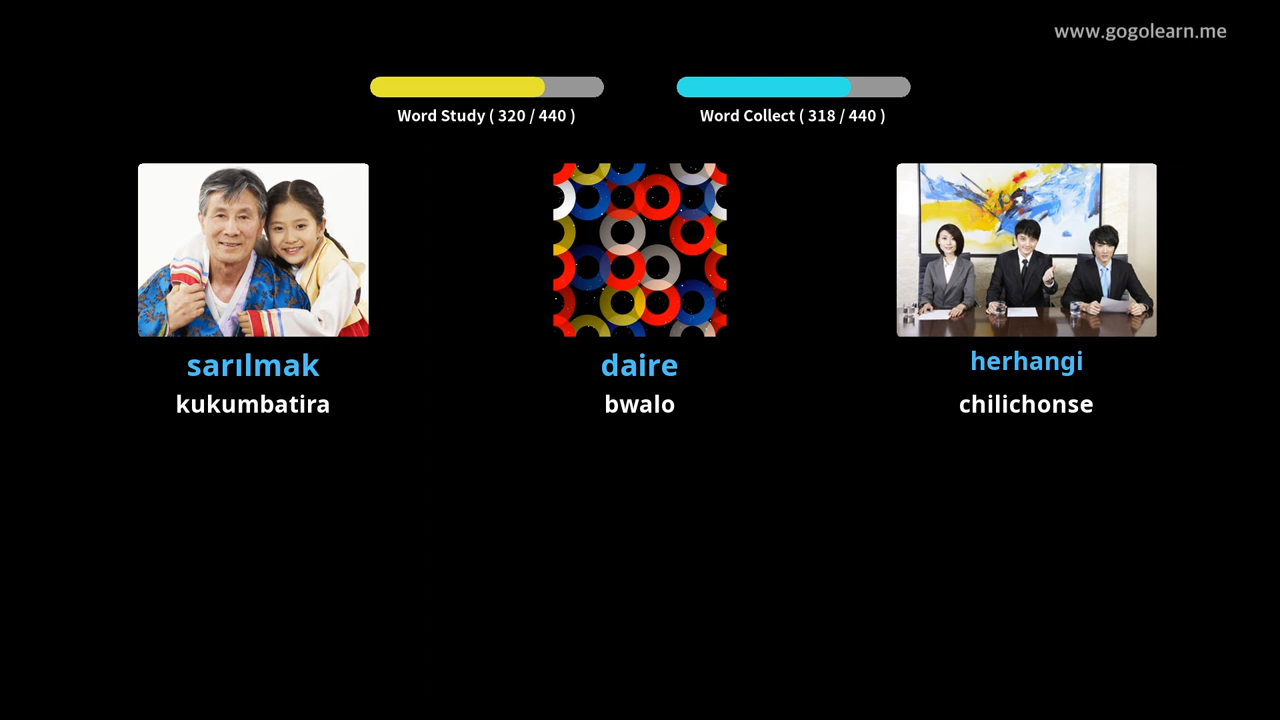 www.gogolearn.me
Word Study ( 320 / 440 )
Word Collect ( 318 / 440 )
sarılmak
daire
herhangi
kukumbatira
bwalo
chilichonse